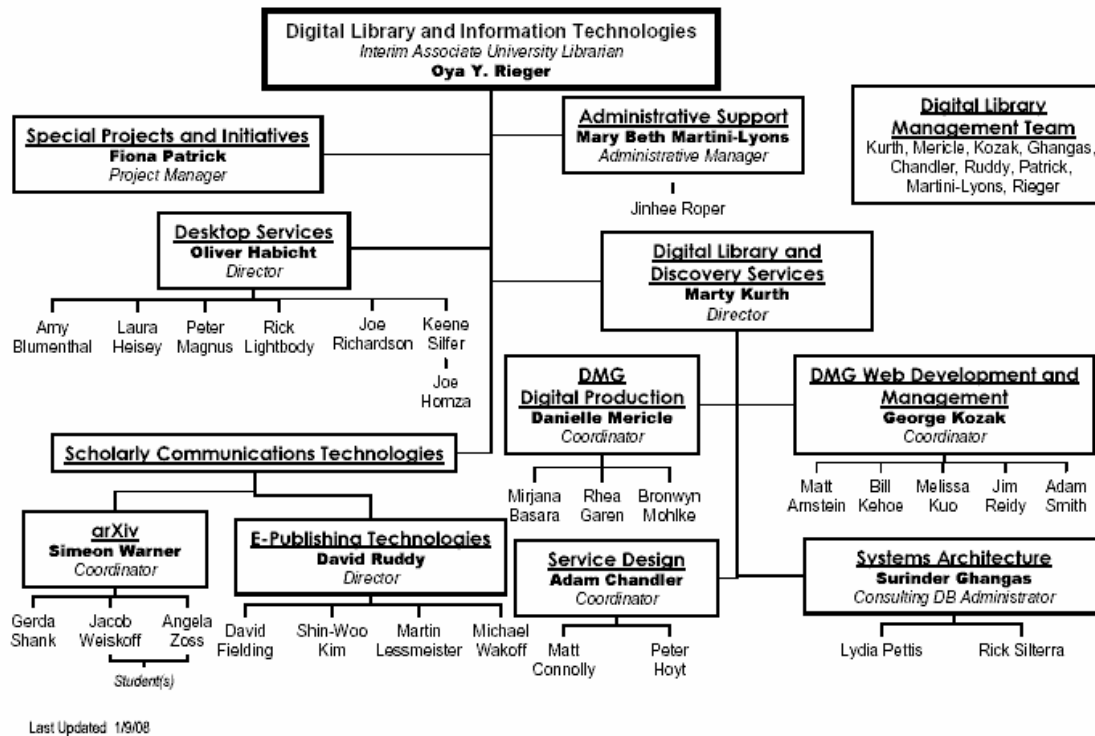 Digital Library and Information Technologies
Interim Associate University Librarian
Oya Y. Rieger
Special Projects and Initiatives
Fiona Patrick
Project Manager
Administrative Support
Mary Beth Martini-Lyons
Administrative Manager
Jinhee Roper
Digital Library
Management Team
Kurth, Mericle, Kozak, Ghangas,
Chandler, Ruddy, Patrick,
Martini-Lyons, Rieger
Desktop Services
Oliver Habicht
Director
Amy
Blumenthal
Laura
Heisey
Peter
Magnus
Rick
Lightbody
Joe
Richardson
Keene
Silfer
Joe
Homza
Digital Library and
Discovery Services
Marty Kurth
Director
DMG
Digital Production
Danielle Mericle
Coordinator
Mirjana
Basara
Rhea
Garen
Bronwyn
Mohlke
DMG Web Development and
Management
George Kozak
Coordinator
Matt
Arnstein
Bill
Kehoe
Melissa
Kuo
Jim
Reidy
Adam
Smith
Scholarly Communications Technologies
arXiv
Simeon Warner
Coordinator
Gerda
Shank
Jacob
Weiskoff
Angela
Zoss
Student(s)
E-Publishing Technologies
David Ruddy
Director
David
Fielding
Shin-Woo
Kim
Martin
Lessmeister
Michael
Wakoff
Service Design
Adam Chandler
Coordinator
Matt
Connolly
Peter
Hoyt
Systems Architecture
Surinder Ghangas
Consulting DB Administrator
Lydia Pettis
Rick Silterra
Last Updated 1/9/08